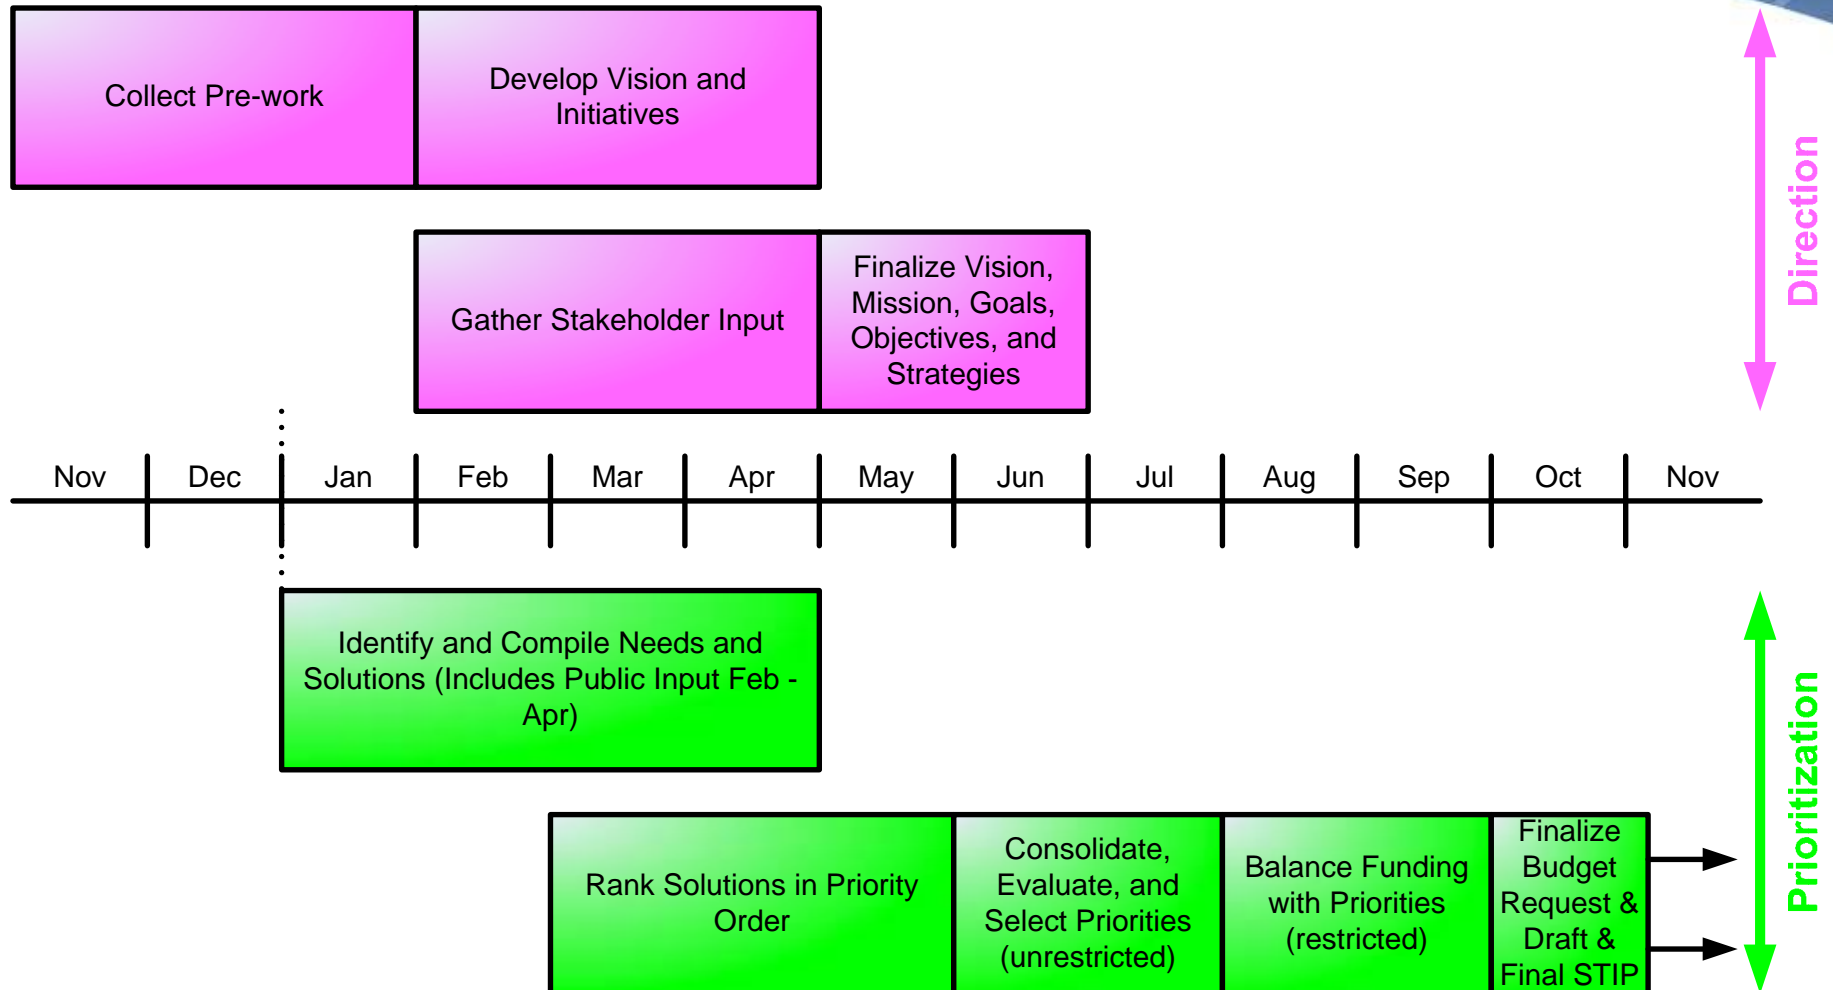 Collect Pre-work
Develop Vision and
Initiatives
Direction
Gather Stakeholder Input
Finalize Vision,
Mission, Goals,
Objectives, and
Strategies
Nov Dec Jan Feb Mar Apr May Jun Jul Aug Sep Oct Nov
Identify and Compile Needs and
Solutions (Includes Public Input Feb -
Apr)
Prioritization
Rank Solutions in Priority
Order
Consolidate,
Evaluate, and
Select Priorities
(unrestricted)
Balance Funding
with Priorities
(restricted)
Finalize
Budget
Request &
Draft &
Final STIP